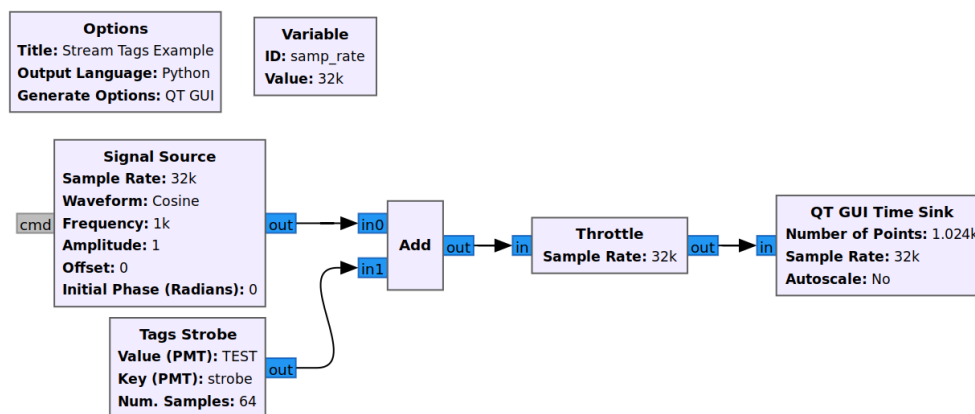 Options
Title: Stream Tags Example
Output Language: Python
Generate Options: QT GUI
Variable
ID: samp_rate
Value: 32k
Signal Source
Sample Rate: 32k
Waveform: Cosine
Frequency: 1k
Amplitude: 1
Offset: 0
Initial Phase (Radians): 0
cmd
out
Tags Strobe
Value (PMT): TEST
Key (PMT): strobe
Num. Samples: 64
out
in0
in1
Add
out
in
Throttle
Sample Rate: 32k
out
in
QT GUI Time Sink
Number of Points: 1.024k
Sample Rate: 32k
Autoscale: No